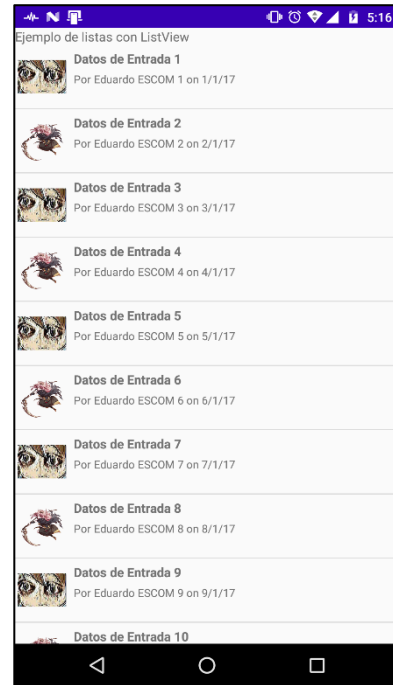 5:16
Ejemplo de listas con ListView
Datos de Entrada 1
Por Eduardo ESCOM 1 on 1/1/17
Datos de Entrada 2
Por Eduardo ESCOM 2 on 2/1/17
Datos de Entrada 3
Por Eduardo ESCOM 3 on 3/1/17
Datos de Entrada 4
Por Eduardo ESCOM 4 on 4/1/17
Datos de Entrada 5
Por Eduardo ESCOM 5 on 5/1/17
Datos de Entrada 6
Por Eduardo ESCOM 6 on 6/1/17
Datos de Entrada 7
Por Eduardo ESCOM 7 on 7/1/17
Datos de Entrada 8
Por Eduardo ESCOM 8 on 8/1/17
Datos de Entrada 9
Por Eduardo ESCOM 9 on 9/1/17
Datos de Entrada 10